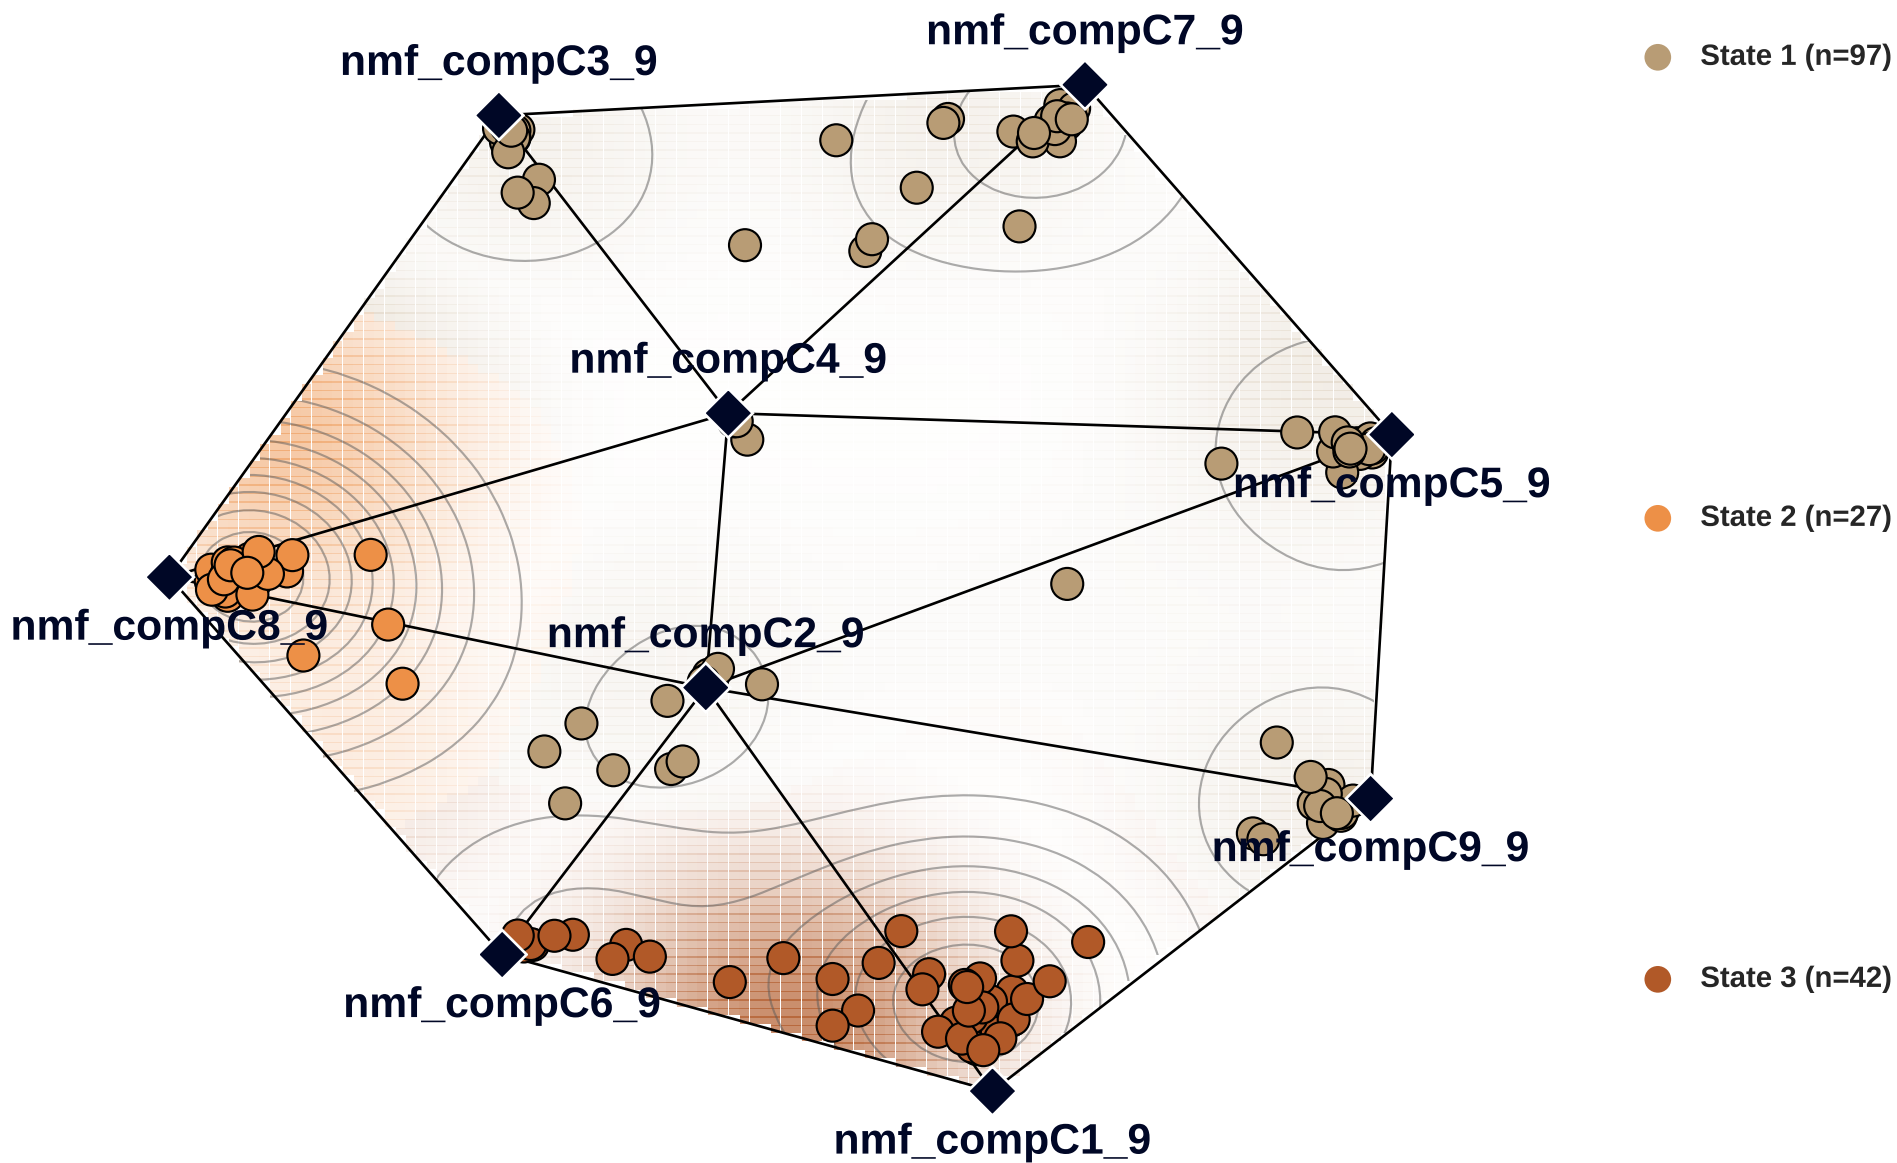 nmf_compC7_9
nmf_compC3_9
State 1 (n=97)
nmf_compC4_9
nmf_compC5_9
State 2 (n=27)
nmf_compC8_9
nmf_compC2_9
nmf_compC9_9
State 3 (n=42)
nmf_compC6_9
nmf_compC1_9